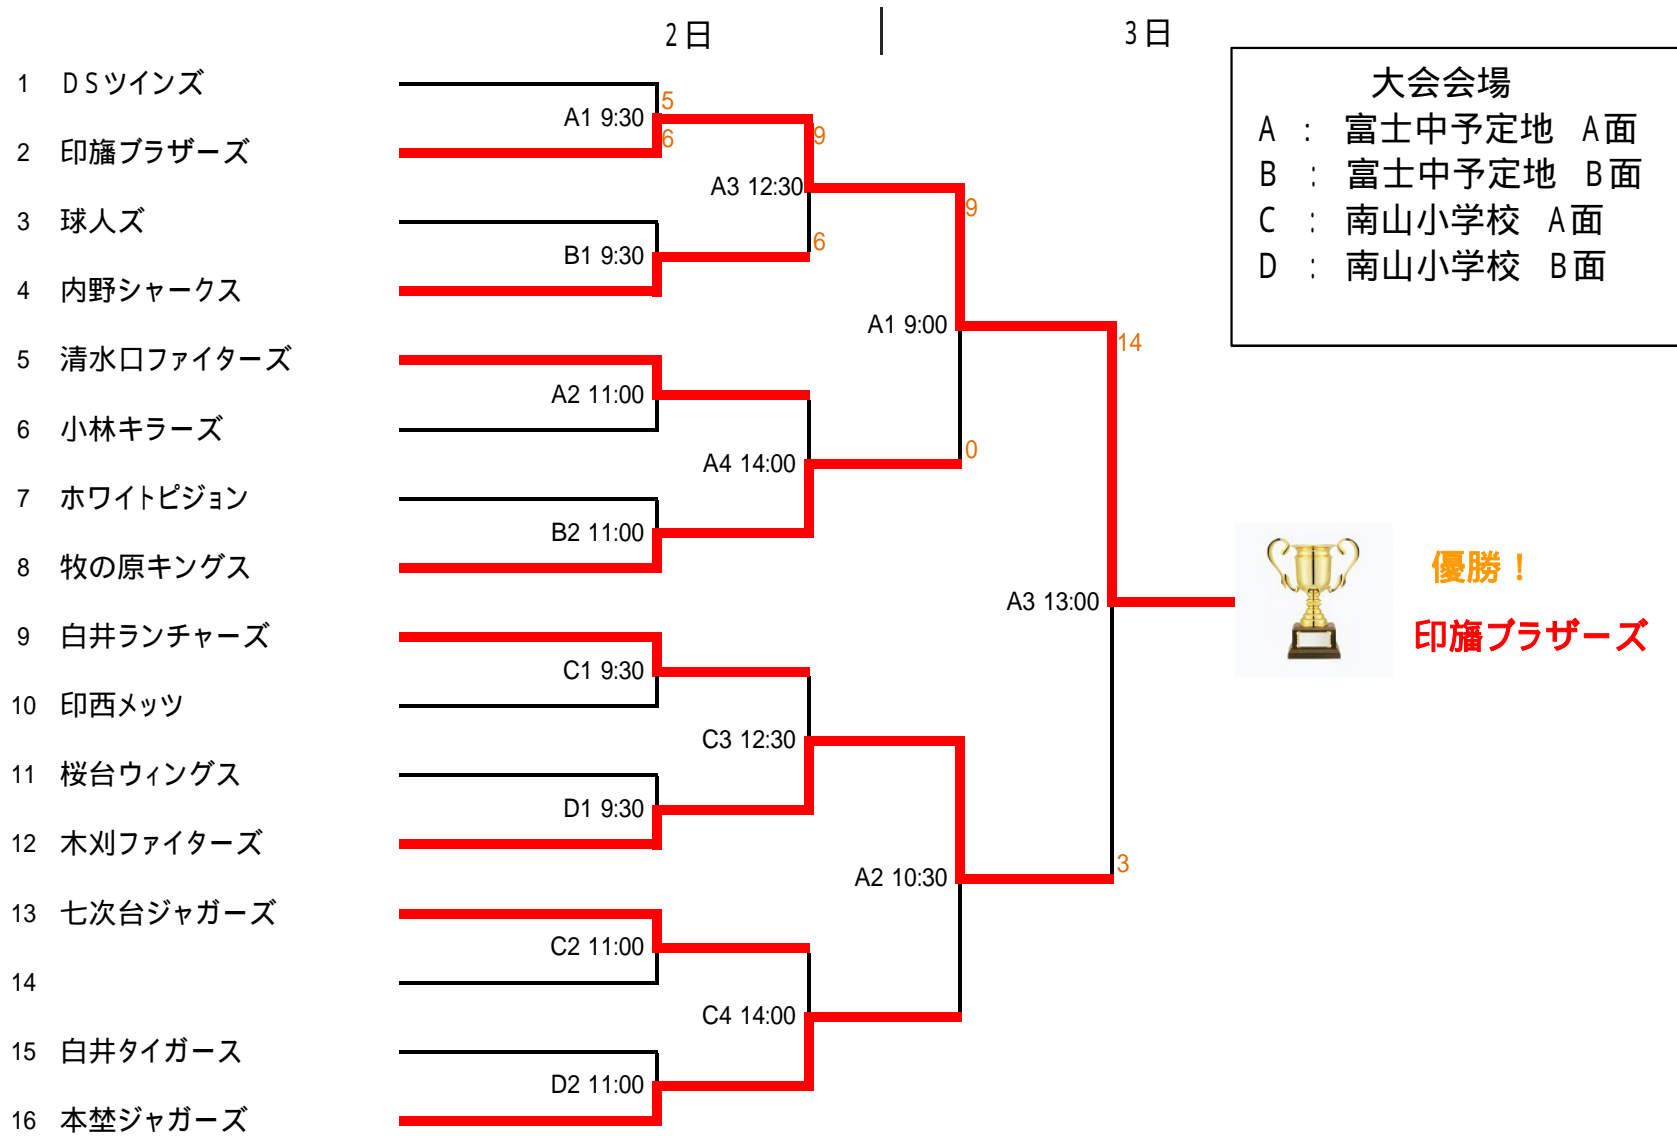 2日
3日
大会会場
A : 富士中予定地 A面
B : 富士中予定地 B面
C : 南山小学校 A面
D : 南山小学校 B面
1 DSツインズ
A1 9:30
5
6
2 印旛ブラザーズ
9
A3 12:30
3 球人ズ
9
B1 9:30
6
4 内野シャークス
A1 9:00
14
5 清水口ファイターズ
A2 11:00
6 小林キラーズ
A4 14:00
0
7 ホワイトピジョン
B2 11:00
8 牧の原キングス
優勝！
A3 13:00
印旛ブラザーズ
9 白井ランチャーズ
C1 9:30
10 印西メッツ
C3 12:30
11 桜台ウィングス
D1 9:30
12 木刈ファイターズ
3
A2 10:30
13 七次台ジャガーズ
C2 11:00
14
C4 14:00
15 白井タイガース
D2 11:00
16 本埜ジャガーズ